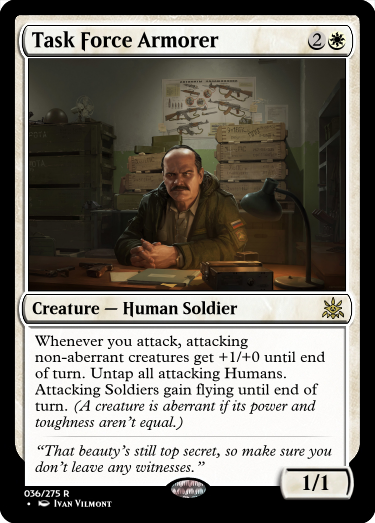 Task Force Armorer
2
Creature — Human Soldier
Whenever you attack, attacking
non-aberrant creatures get +1/+0 until end
of turn. Untap all attacking Humans.
Attacking Soldiers gain flying until end of
turn. (A creature is aberrant if its power and
toughness aren't equal.)
“That beauty's still top secret, so make sure you
don't leave any witnesses.”
1/1
036/275 R
• Ivan Vilmont